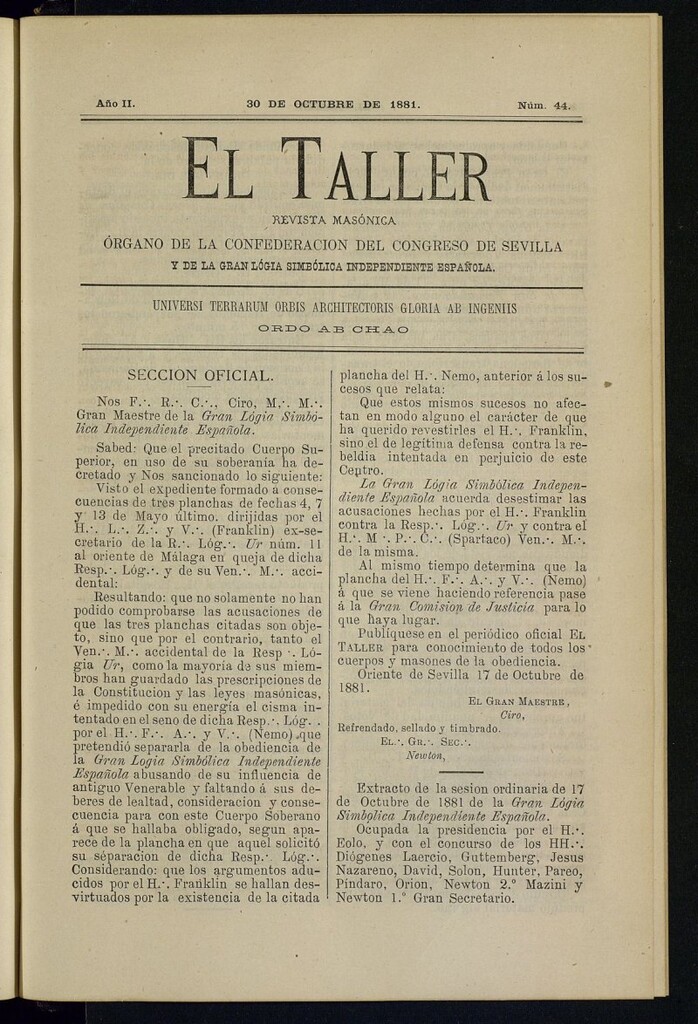 Año II.
30 DE OCTUBRE DE 1881.
Núm. 44.
EL TALLER
REVISTA MASÓNICA
ÓRGANO DE LA CONFEDERACION DEL CONGRESO DE SEVILLA
Y DE LA GRAN LÓGIA SIMBÓLICA INDEPENDIENTE ESPAÑOLA.
UNIVERSI TERRARUM ORBIS ARCHITECTORIS GLORIA AB INGENIIS
ORDO AB CHAO
SECCION OFICIAL.
Nos F.·. R.·. C.·., Ciro, M.·. M.·.
Gran Maestre de la Gran Lógia Simbó-
lica Independiente Española.
Sabed: Que el precitado Cuerpo Su-
perior, en uso de su soberanía ha de-
cretado y Nos sancionado lo siguiente:
Visto el expediente formado a conse-
cuencias de tres planchas de fechas 4, 7
y 13 de Mayo último. dirijidas por el
H.·. L.·. Z.·. y V.·. (Franklin) ex-se-
cretario de la R.·. Lóg.·. Ur núm. 11
al oriente de Málaga en queja de dicha
Resp.·. Lóg.·. y de su Ven.·. M.·. acci-
dental:
Resultando: que no solamente no han
podido comprobarse las acusaciones de
que las tres planchas citadas son obje-
to, sino que por el contrario, tanto el
Ven.·. M.·. accidental de la Resp ·. Ló-
gia Ur, como la mayoría de sus miem-
bros han guardado las prescripciones de
la Constitucion y las leyes masónicas,
é impedido con su energía el cisma in-
tentado en el seno de dicha Resp.·. Lóg. .
por el H.·. F.·. A.·. y V.·. (Nemo) que
pretendió separarla de la obediencia de
la Gran Logia Simbólica Independiente
Española abusando de su influencia de
antiguo Venerable y faltando á sus de-
beres de lealtad, consideracion y conse-
cuencia para con este Cuerpo Soberano
á que se hallaba obligado, segun apa-
rece de la plancha en que aquel solicitó
su separacion de dicha Resp.·. Lóg.·.
Considerando: que los argumentos adu-
cidos por el H.·. Franklin se hallan des-
virtuados por la existencia de la citada
plancha del H.·. Nemo, anterior á los su-
cesos que relata:
Que estos mismos sucesos no afec-
tan en modo alguno el carácter de que
ha querido revestirles el H.·. Franklin,
sino el de legítima defensa contra la re-
beldia intentada en perjuicio de este
Ceptro.
La Gran Lógia Simbólica Indepen-
diente Española acuerda desestimar las
acusaciones hechas por el H.·. Franklin
contra la Resp.·. Lóg.·. Ur y contra el
H.·. M ·. P.·. C.·. (Spartaco) Ven.·. M.·.
de la misma.
Al mismo tiempo determina que la
plancha del H.·. F.·. A.·. y V.·. (Nemo)
á que se viene haciendo referencia pase
á la Gran Comision de Justicia para lo
que haya lugar.
Publíquese en el periódico oficial EL
TALLER para conocimiento de todos los
cuerpos y masones de la obediencia.
Oriente de Sevilla 17 de Octubre de
1881.
EL GRAN MAESTRE,
Ciro,
Refrendado, sellado y timbrado.
EL.·. GR.·. SEC.·.
Newton,
Extracto de la sesion ordinaria de 17
de Octubre de 1881 de la Gran Lógia
Simbólica Independiente Española.
Ocupada la presidencia por el H.·.
Eolo, y con el concurso de los HH.·.
Diógenes Laercio, Guttemberg, Jesus
Nazareno, David, Solon, Hunter, Pareo,
Píndaro, Orion, Newton 2.º Mazini y
Newton 1.º Gran Secretario.